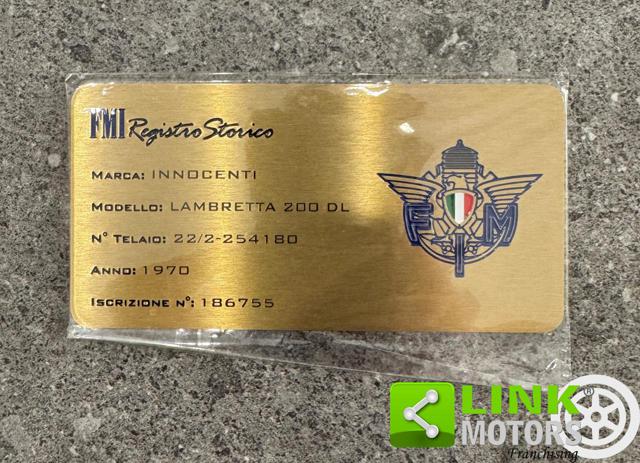 FMI Registro Storico
MARCA: INNOCENTI
MODELLO: LAMBRETTA 200 DL
N° TELAIO: 22/2-254180
ANNO: 1970
ISCRIZIONE N°: 186755
FIM
LINK
MOTORS®
Franchising